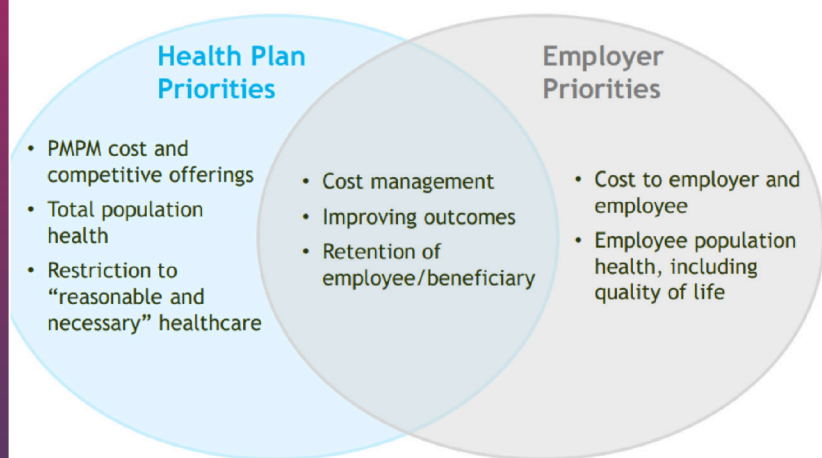 Health Plan
Priorities
• PMPM cost and
competitive offerings
• Total population
health
• Restriction to
“reasonable and
necessary” healthcare
• Cost management
• Improving outcomes
• Retention of
employee/beneficiary
Employer
Priorities
• Cost to employer and
employee
• Employee population
health, including
quality of life